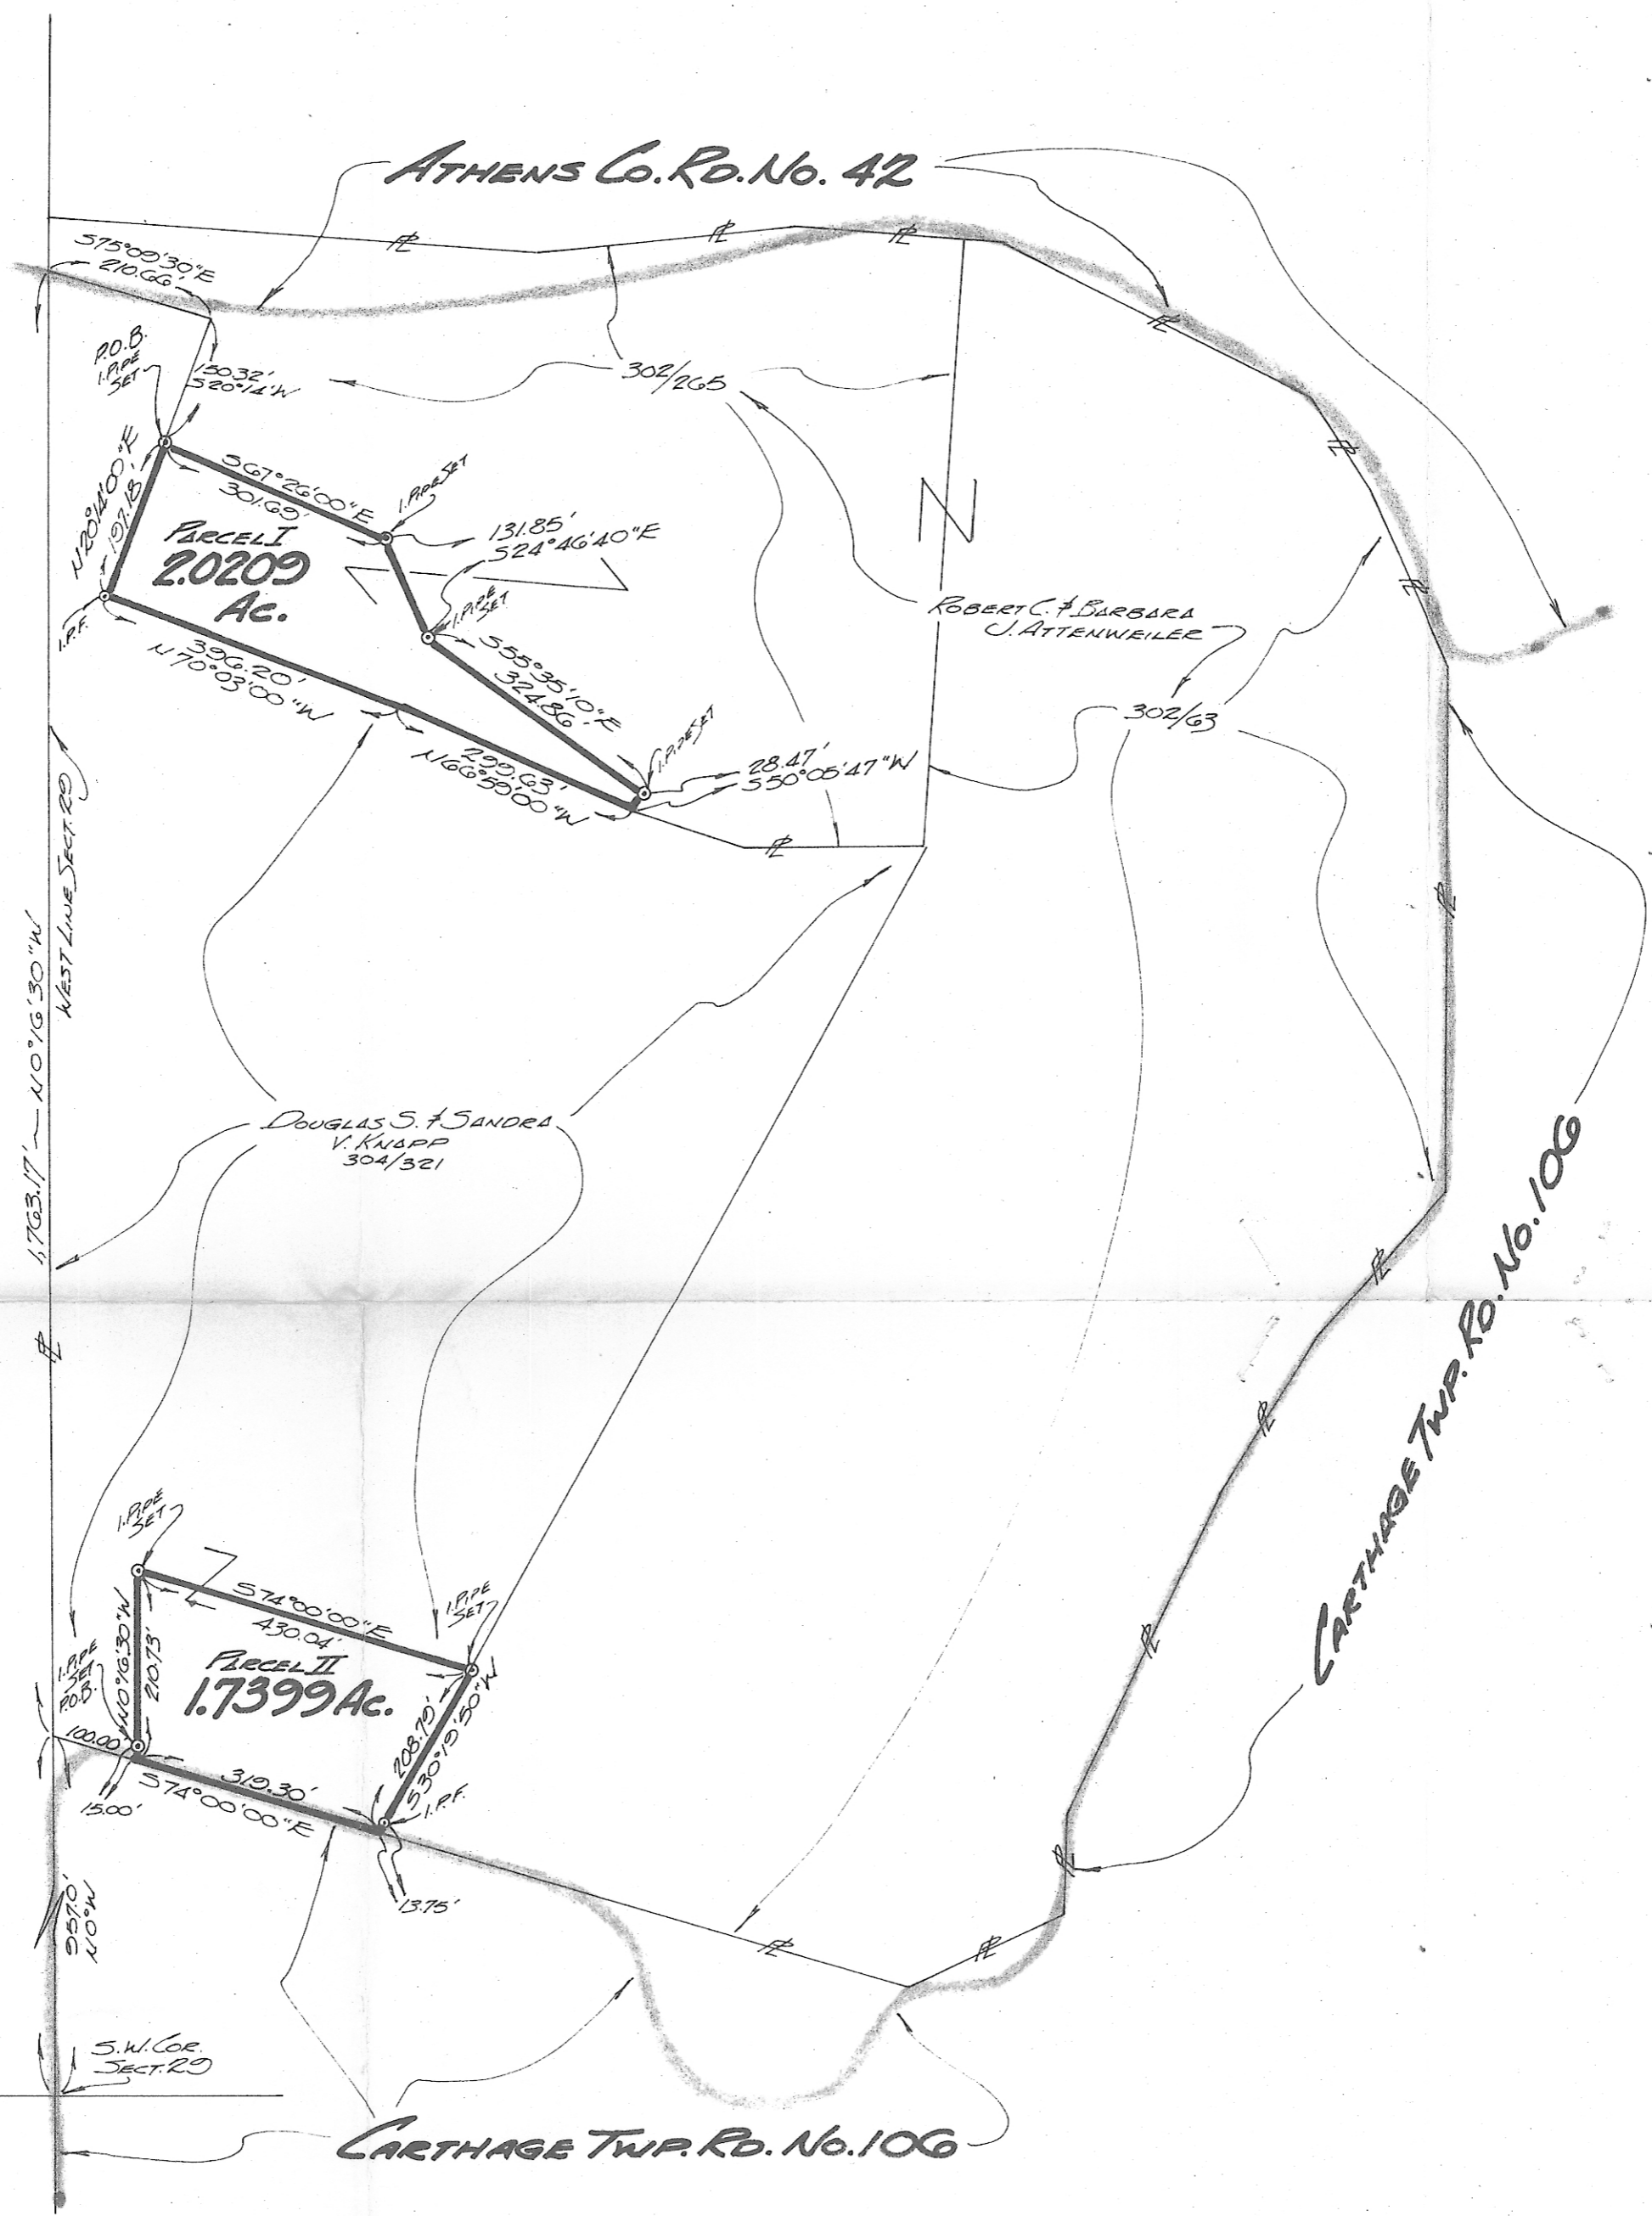 ATHENS CO. RD. NO. 42
S75°09'30"E
210.66'
P.O.B.
I. PIPE
SET
150.32'
S20°14'W
302/265
N20°14'00"E
197.18'
S67°26'00"E
301.69'
I. PIPE SET
131.85'
S24°46'40"E
PARCEL I
2.0209
AC.
I. PIPE
SET
N
I.P.F.
396.20'
N70°03'00"W
S55°35'10"E
324.86'
I. PIPE SET
ROBERT C. & BARBARA
J. ATTENWEILER
302/63
28.47'
S50°05'47"W
299.63'
N66°59'00"W
WEST LINE SECT. 29
1,763.17' — N0°16'30"W
DOUGLAS S. & SANDRA
V. KNAPP
304/321
CARTHAGE TWP. RD. NO. 106
I. PIPE
SET
S74°00'00"E
430.04'
I. PIPE
SET
N0°16'30"W
210.73'
PARCEL II
1.7399 AC.
I. PIPE
SET
P.O.B.
100.00'
208.79'
S30°19'50"W
319.30'
S74°00'00"E
I.P.F.
15.00'
13.75'
957.0'
N0°W
S.W. COR.
SECT. 29
CARTHAGE TWP. RD. NO. 106